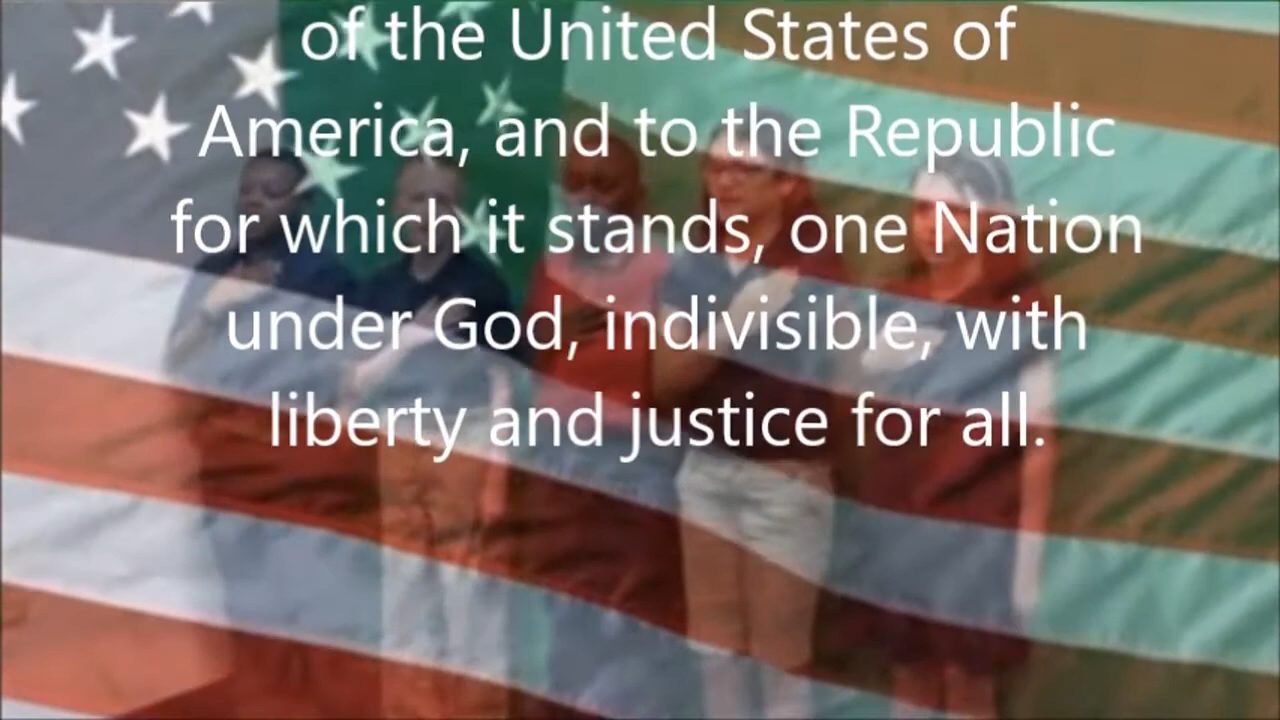 of the United States of
America, and to the Republic
for which it stands, one Nation
under God, indivisible, with
liberty and justice for all.